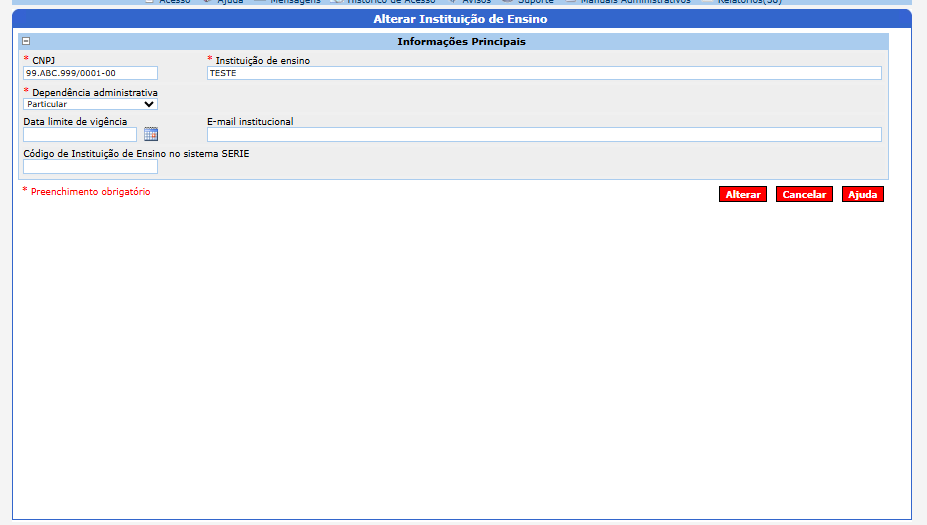 Acesso Ajuda Mensagens Histórico de Acesso Avisos Suporte Manuais Administrativos Relatórios(SU)
Alterar Instituição de Ensino
Informações Principais
* CNPJ * Instituição de ensino
99.ABC.999/0001-00 TESTE
* Dependência administrativa
Particular
Data limite de vigência E-mail institucional
Código de Instituição de Ensino no sistema SERIE
* Preenchimento obrigatório Alterar Cancelar Ajuda